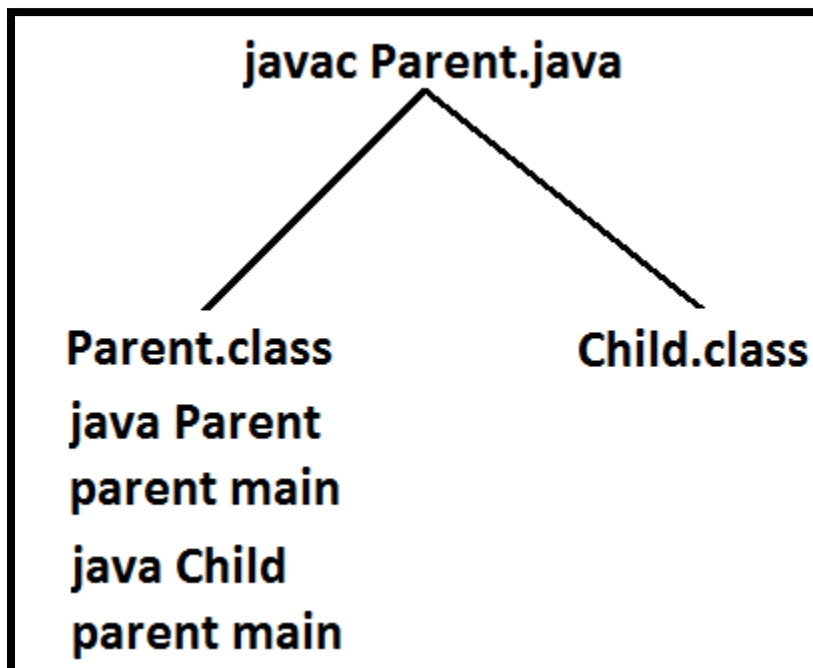 javac Parent.java
Parent.class
Child.class
java Parent
parent main
java Child
parent main